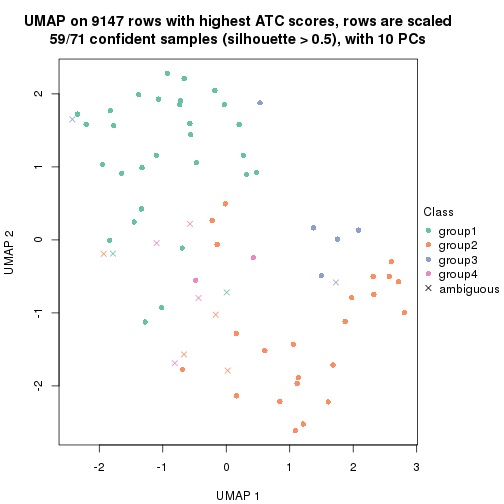 UMAP on 9147 rows with highest ATC scores, rows are scaled
59/71 confident samples (silhouette > 0.5), with 10 PCs
UMAP 2
2
1
0
-1
-2
-2
-1
0
1
2
3
UMAP 1
Class
group1
group2
group3
group4
ambiguous